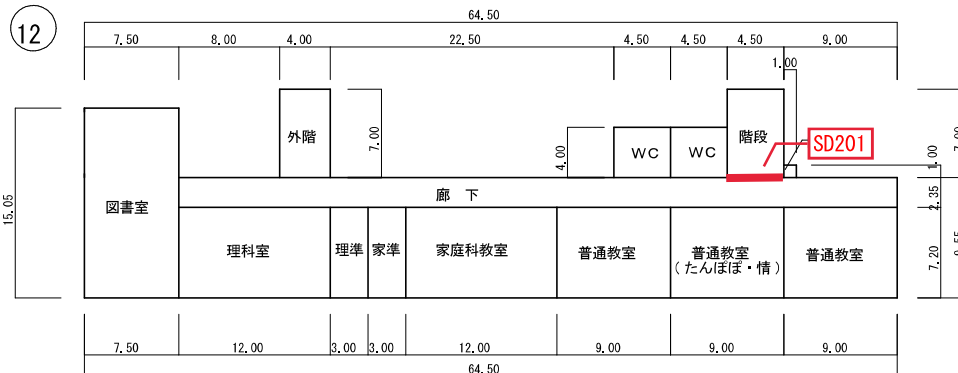 12
64.50
7.50 8.00 4.00 22.50 4.50 4.50 4.50 9.00
1.00
外階 7.00 4.00 WC WC 階段 SD201 1.00
15.05 図書室 廊下 2.35
理科室 理準 家準 家庭科教室 普通教室 普通教室 普通教室 7.20
(たんぽぽ・情)
7.50 12.00 3.00 3.00 12.00 9.00 9.00 9.00
64.50